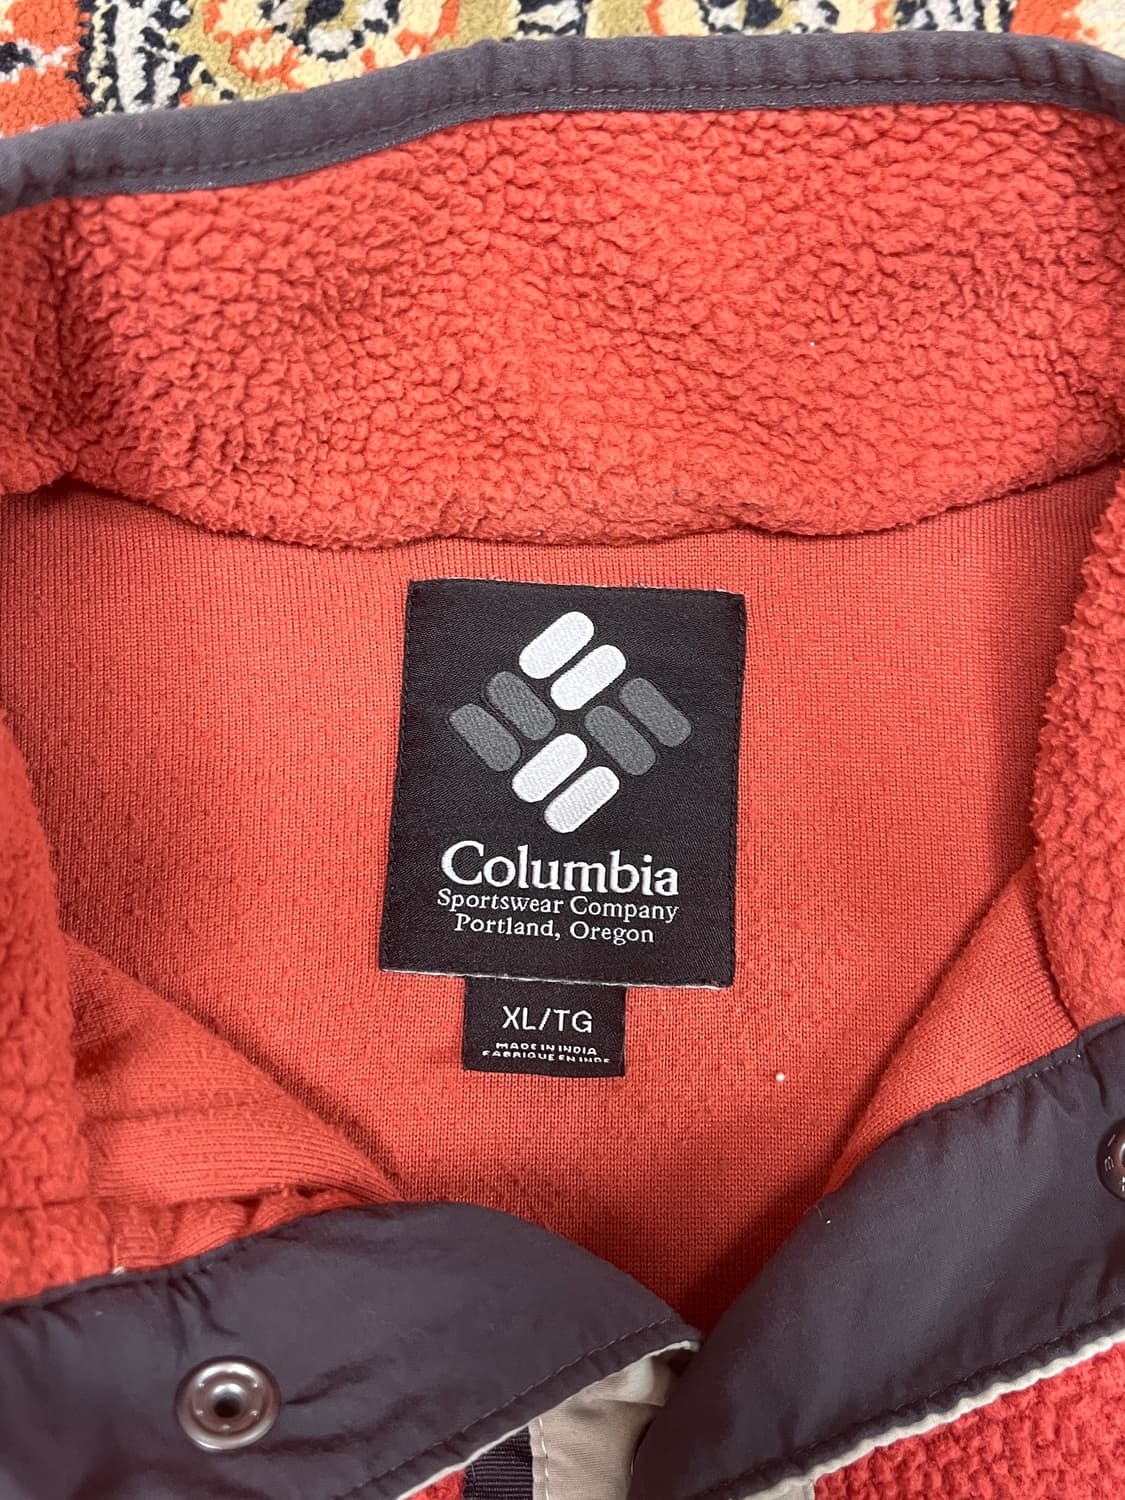 Columbia
Sportswear Company
Portland, Oregon
XL/TG
MADE IN INDIA
FABRIQUE EN INDE